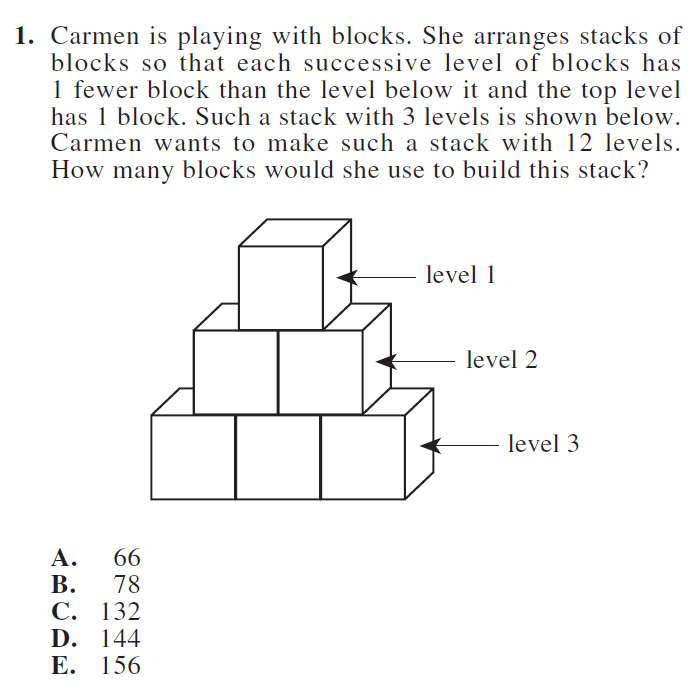 1. Carmen is playing with blocks. She arranges stacks of
blocks so that each successive level of blocks has
1 fewer block than the level below it and the top level
has 1 block. Such a stack with 3 levels is shown below.
Carmen wants to make such a stack with 12 levels.
How many blocks would she use to build this stack?
level 1
level 2
level 3
A. 66
B. 78
C. 132
D. 144
E. 156